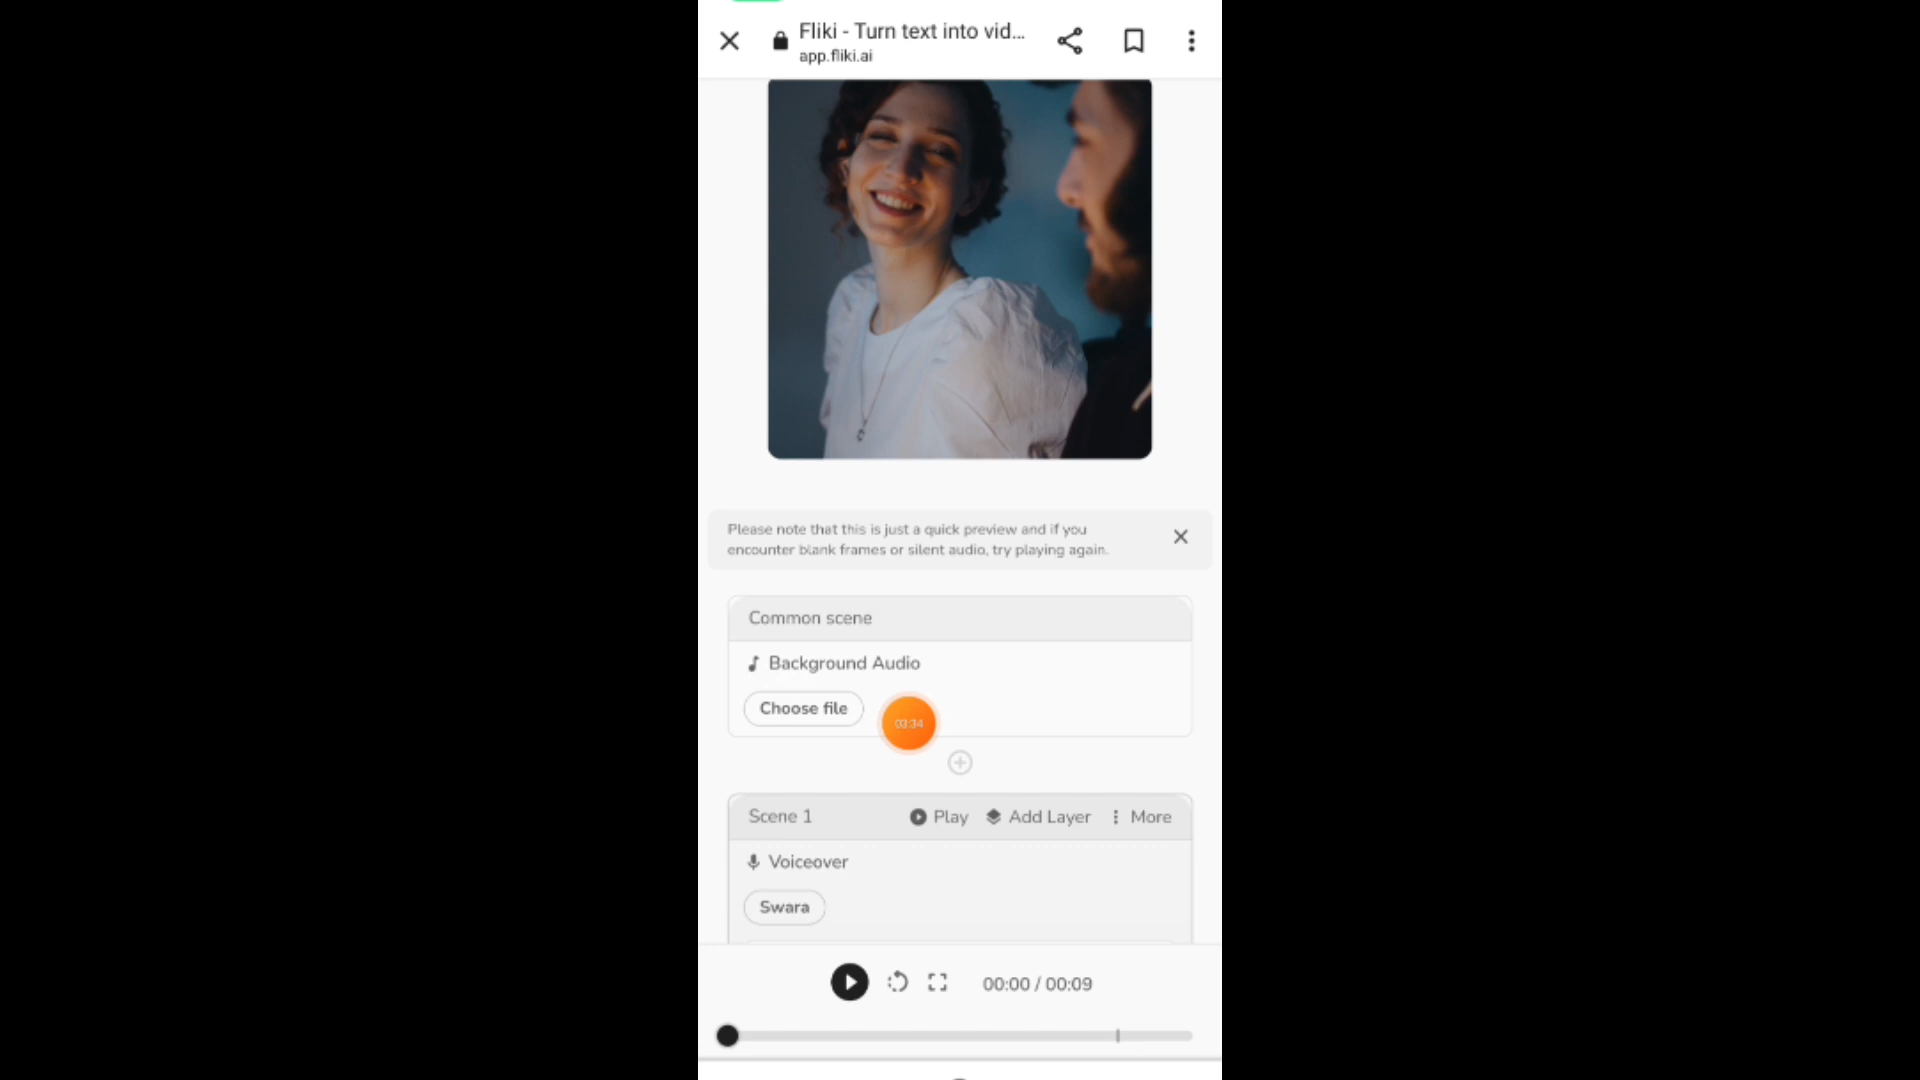 Fliki - Turn text into vid...
app.fliki.ai
Please note that this is just a quick preview and if you
encounter blank frames or silent audio, try playing again.
Common scene
Background Audio
Choose file
03:34
Scene 1 Play Add Layer More
Voiceover
Swara
00:00 / 00:09